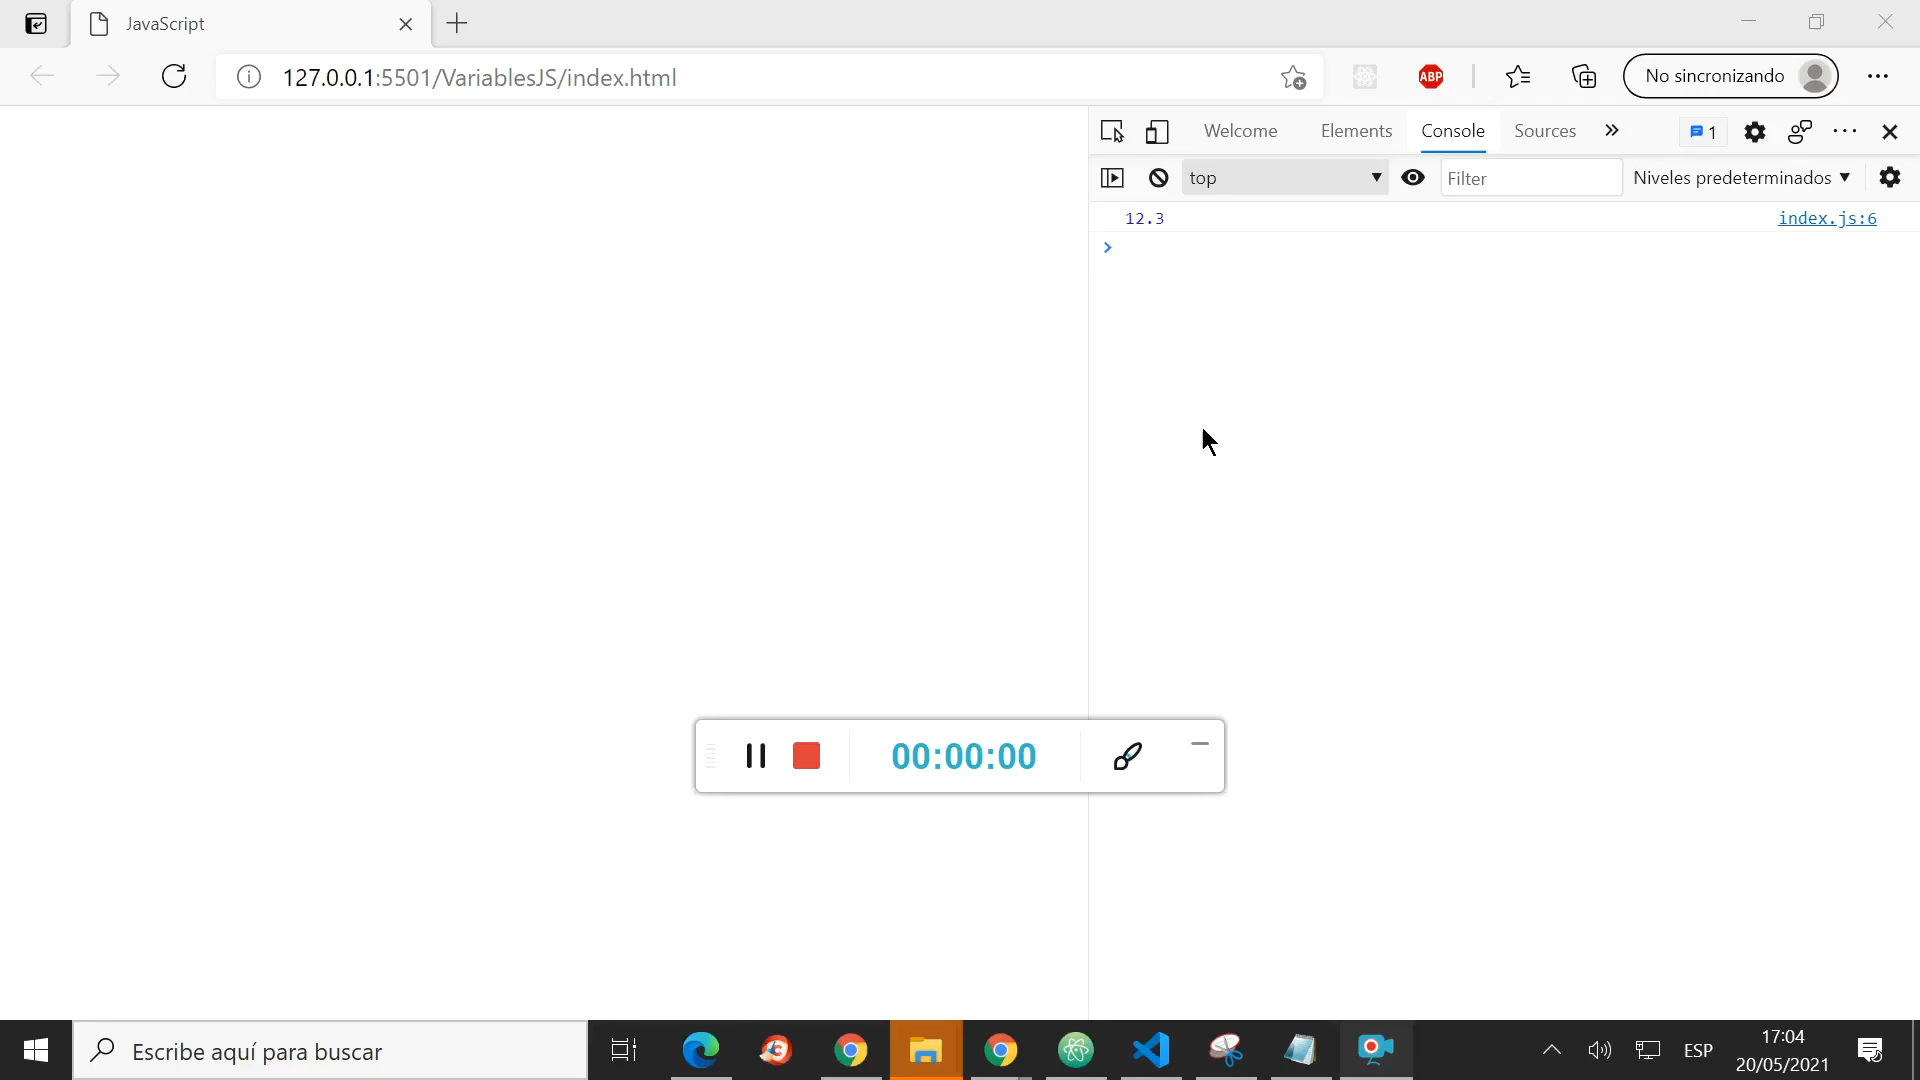 JavaScript
127.0.0.1:5501/VariablesJS/index.html
ABP
No sincronizando
Welcome
Elements
Console
Sources
1
top
Filter
Niveles predeterminados
12.3
index.js:6
00:00:00
Escribe aquí para buscar
ESP
17:04
20/05/2021